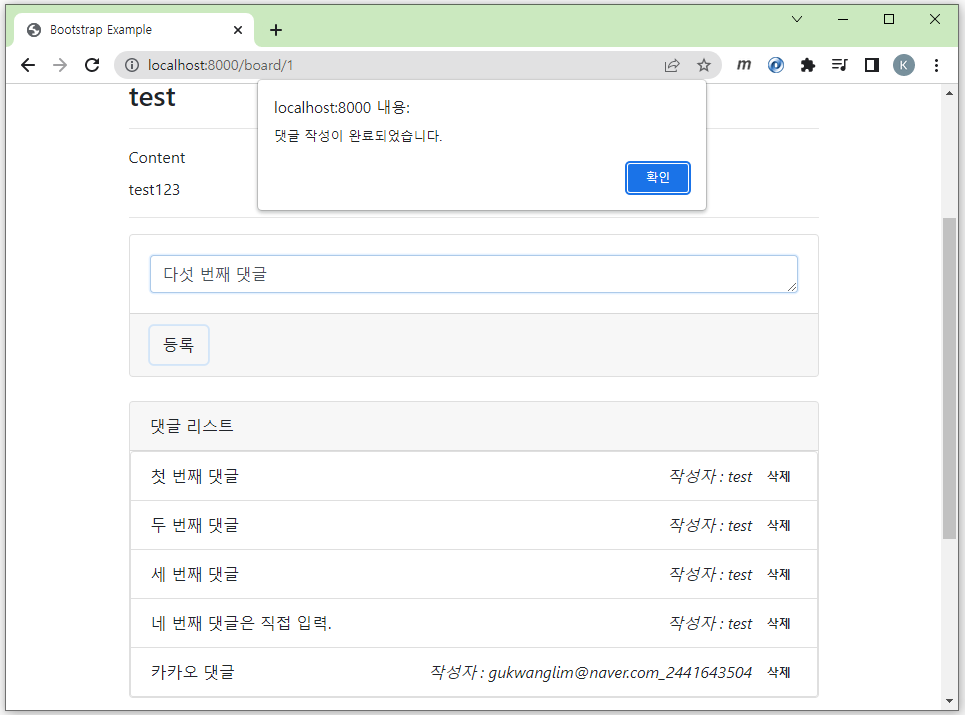 Bootstrap Example
localhost:8000/board/1
m
K
test
localhost:8000 내용:
댓글 작성이 완료되었습니다.
확인
Content
test123
다섯 번째 댓글
등록
댓글 리스트
첫 번째 댓글 작성자 : test 삭제
두 번째 댓글 작성자 : test 삭제
세 번째 댓글 작성자 : test 삭제
네 번째 댓글은 직접 입력. 작성자 : test 삭제
카카오 댓글 작성자 : gukwanglim@naver.com_2441643504 삭제